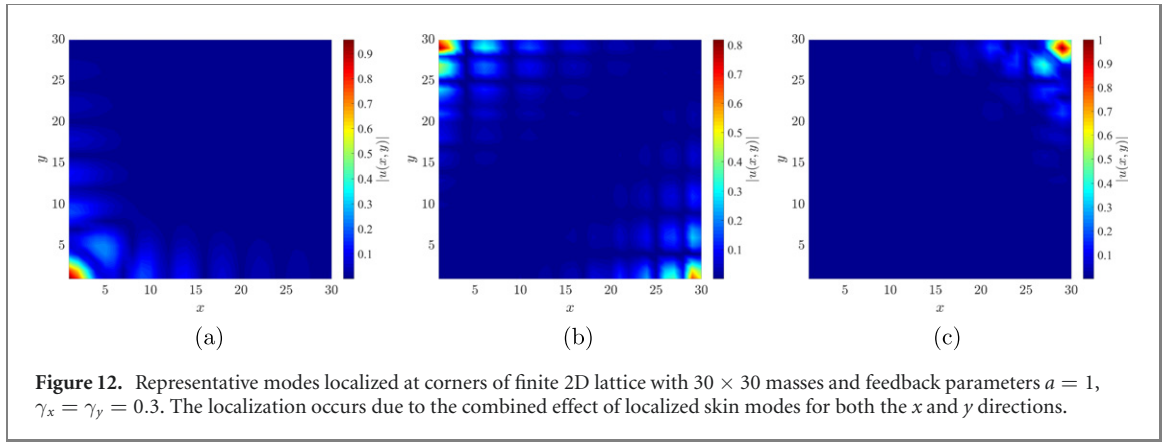 30
25
20
15
10
5
y
5 10 15 20 25 30
x
0.9
0.8
0.7
0.6
0.5
0.4
0.3
0.2
0.1
|u(x, y)|
(a)
30
25
20
15
10
5
y
5 10 15 20 25 30
x
0.8
0.7
0.6
0.5
0.4
0.3
0.2
0.1
|u(x, y)|
(b)
30
25
20
15
10
5
y
5 10 15 20 25 30
x
1
0.9
0.8
0.7
0.6
0.5
0.4
0.3
0.2
0.1
|u(x, y)|
(c)
Figure 12. Representative modes localized at corners of finite 2D lattice with 30 × 30 masses and feedback parameters a = 1,
γx = γy = 0.3. The localization occurs due to the combined effect of localized skin modes for both the x and y directions.